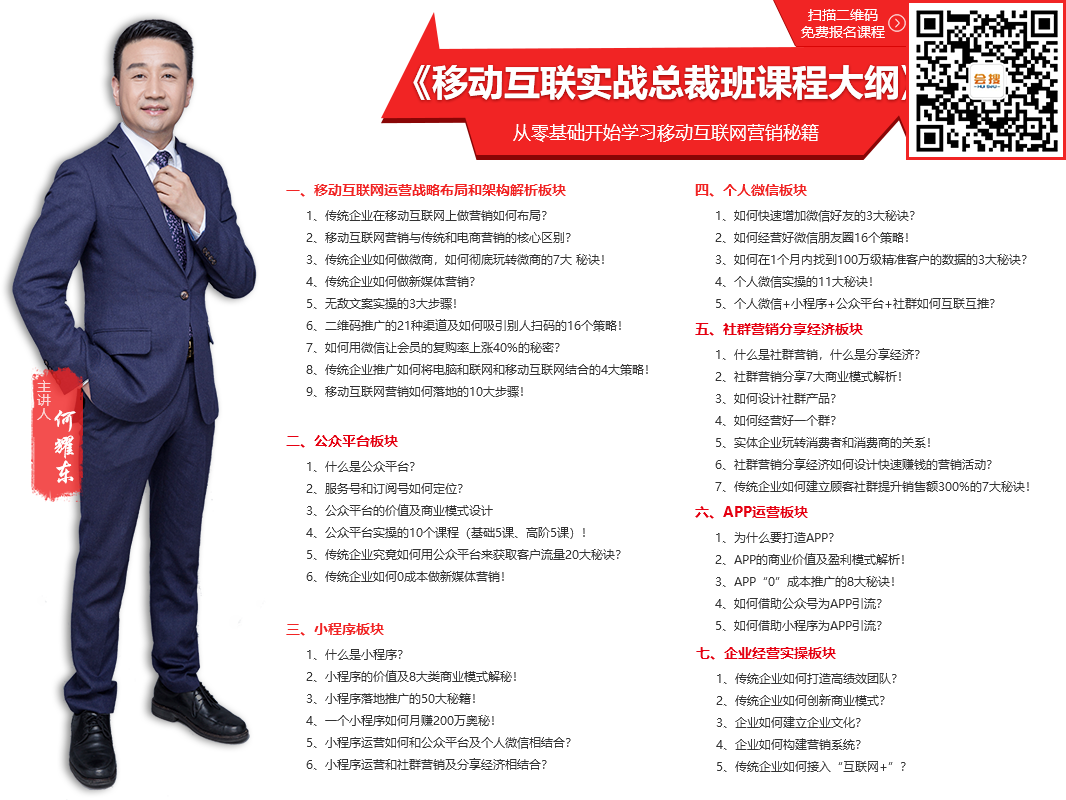 扫描二维码
免费报名课程
会搜
《移动互联实战总裁班课程大纲》
从零基础开始学习移动互联网营销秘籍
主讲人
何耀东
一、移动互联网运营战略布局和架构解析板块
1、传统企业在移动互联网上做营销如何布局?
2、移动互联网营销与传统和电商营销的核心区别?
3、传统企业如何做微商，如何彻底玩转微商的7大 秘诀!
4、传统企业如何做新媒体营销?
5、无敌文案实操的3大步骤!
6、二维码推广的21种渠道及如何吸引别人扫码的16个策略!
7、如何用微信让会员的复购率上涨40%的秘密?
8、传统企业推广如何将电脑和联网和移动互联网结合的4大策略!
9、移动互联网营销如何落地的10大步骤!
二、公众平台板块
1、什么是公众平台?
2、服务号和订阅号如何定位?
3、公众平台的价值及商业模式设计
4、公众平台实操的10个课程（基础5课、高阶5课）!
5、传统企业究竟如何用公众平台来获取客户流量20大秘诀?
6、传统企业如何0成本做新媒体营销!
三、小程序板块
1、什么是小程序?
2、小程序的价值及8大类商业模式解秘!
3、小程序落地推广的50大秘籍!
4、一个小程序如何月赚200万奥秘!
5、小程序运营如何和公众平台及个人微信相结合?
6、小程序运营和社群营销及分享经济相结合?
四、个人微信板块
1、如何快速增加微信好友的3大秘诀?
2、如何经营好微信朋友圈16个策略!
3、如何在1个月内找到100万级精准客户的数据的3大秘诀?
4、个人微信实操的11大秘诀!
5、个人微信+小程序+公众平台+社群如何互联互推?
五、社群营销分享经济板块
1、什么是社群营销，什么是分享经济?
2、社群营销分享7大商业模式解析!
3、如何设计社群产品?
4、如何经营好一个群?
5、实体企业玩转消费者和消费商的关系!
6、社群营销分享经济如何设计快速赚钱的营销活动?
7、传统企业如何建立顾客社群提升销售额300%的7大秘诀!
六、APP运营板块
1、为什么要打造APP?
2、APP的商业价值及盈利模式解析!
3、APP“0”成本推广的8大秘诀!
4、如何借助公众号为APP引流?
5、如何借助小程序为APP引流?
七、企业经营实操板块
1、传统企业如何打造高绩效团队?
2、传统企业如何创新商业模式?
3、企业如何建立企业文化?
4、企业如何构建营销系统?
5、传统企业如何接入“互联网+”?